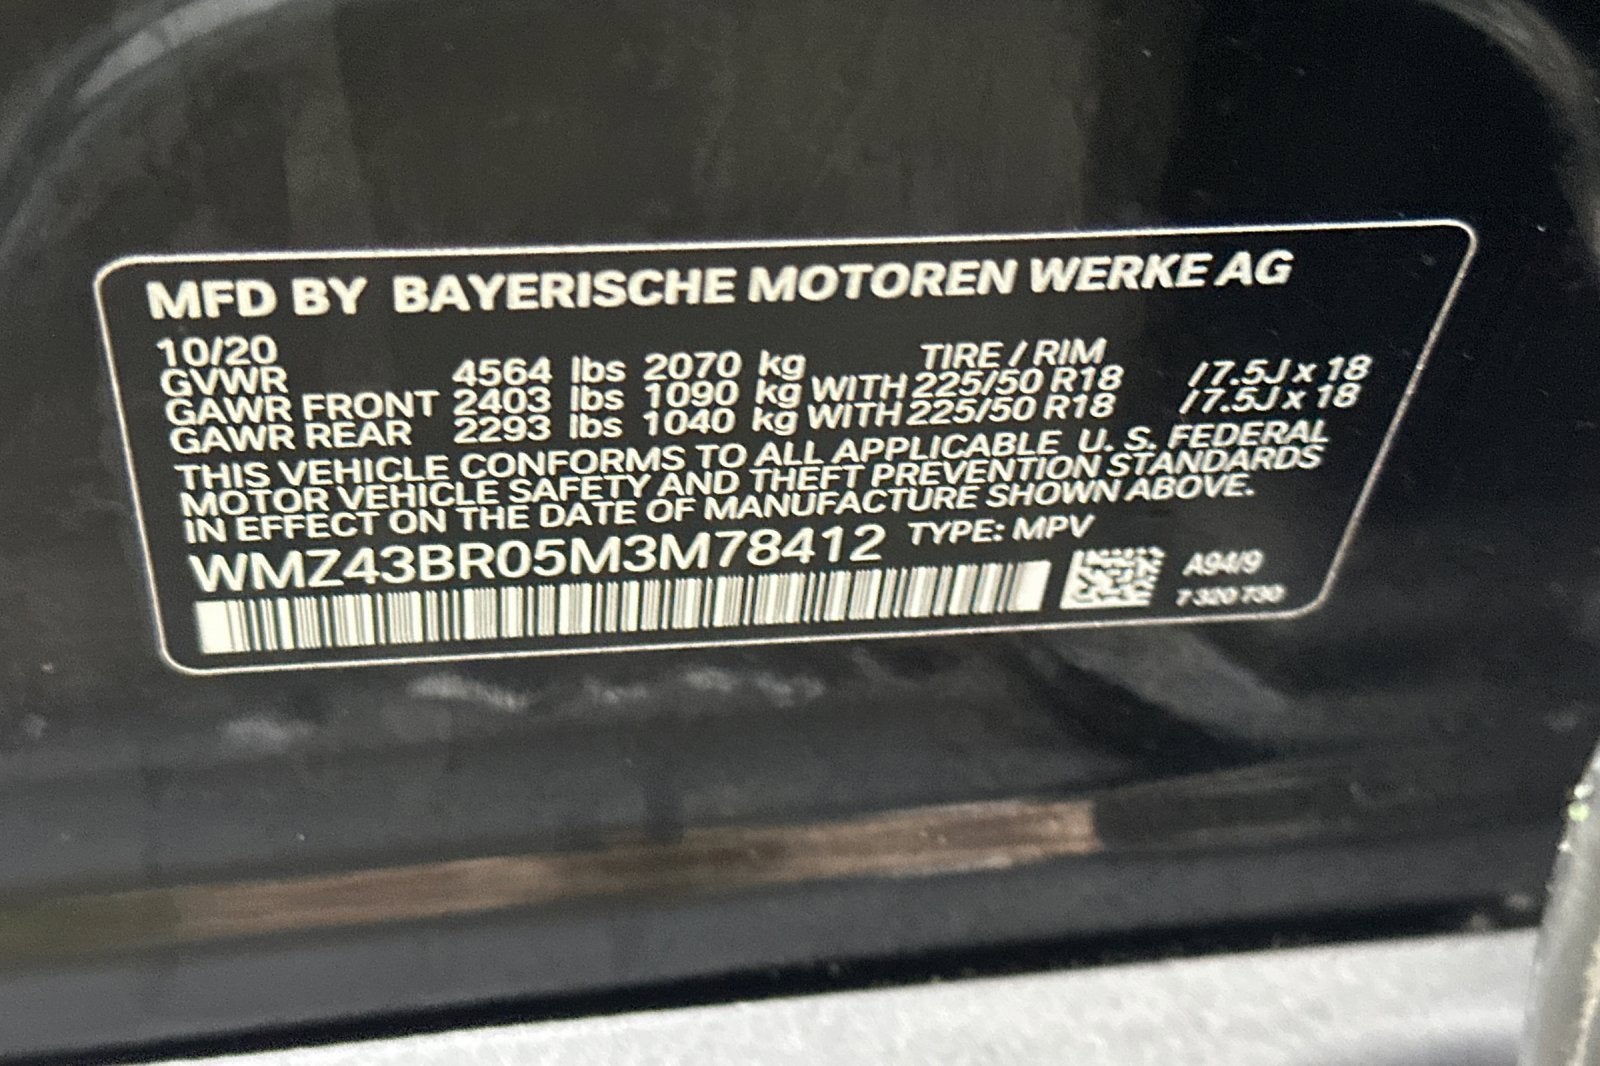 MFD BY BAYERISCHE MOTOREN WERKE AG
10/20 TIRE / RIM
GVWR 4564 lbs 2070 kg
GAWR FRONT 2403 lbs 1090 kg WITH 225/50 R18 / 7.5J x 18
GAWR REAR 2293 lbs 1040 kg WITH 225/50 R18 / 7.5J x 18
THIS VEHICLE CONFORMS TO ALL APPLICABLE U. S. FEDERAL
MOTOR VEHICLE SAFETY AND THEFT PREVENTION STANDARDS
IN EFFECT ON THE DATE OF MANUFACTURE SHOWN ABOVE.
WMZ43BR05M3M78412 TYPE: MPV
A94/9
7 320 730